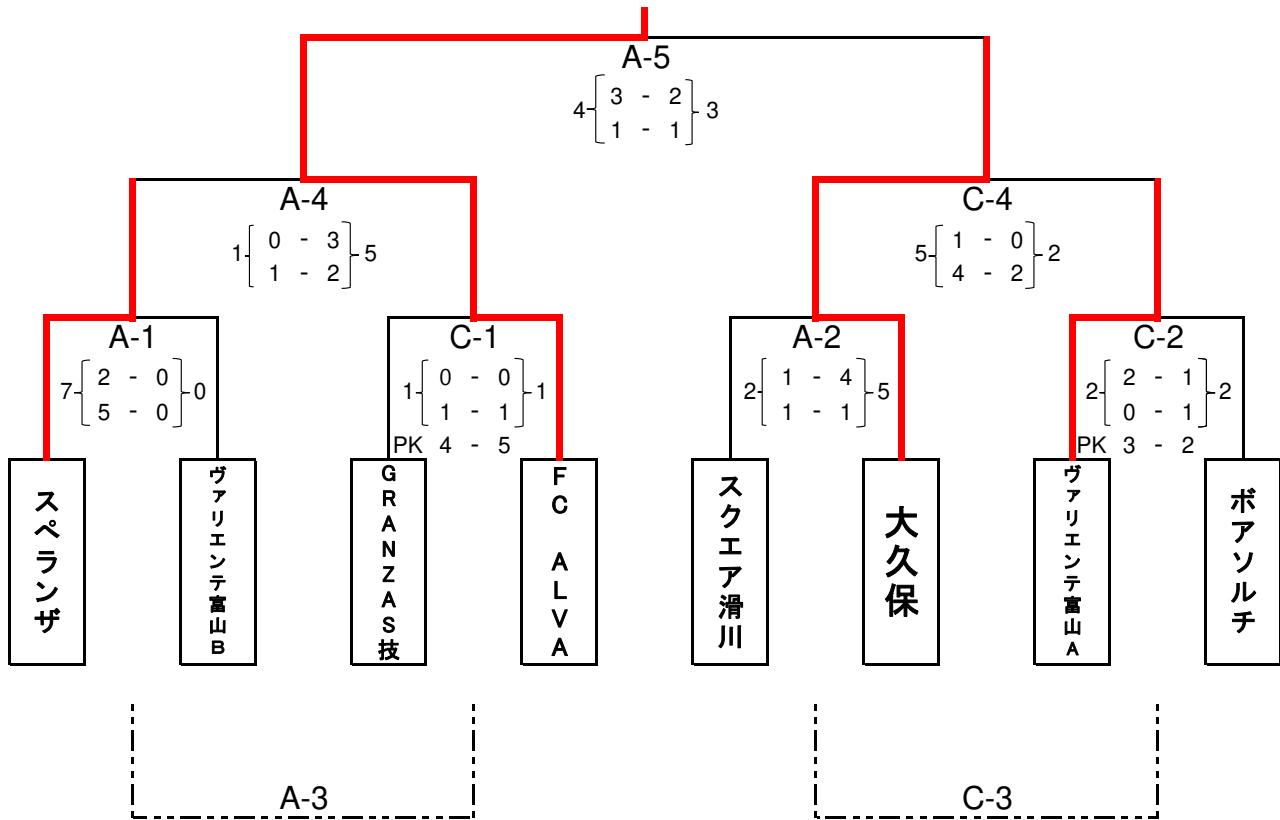 A-5
4 3 - 2 3
1 - 1
A-4
1 0 - 3 5
1 - 2
C-4
5 1 - 0 2
4 - 2
A-1
7 2 - 0 0
5 - 0
C-1
1 0 - 0 1
1 - 1
PK 4 - 5
A-2
2 1 - 4 5
1 - 1
C-2
2 2 - 1 2
0 - 1
PK 3 - 2
スペランザ
ヴァリエンテ富山B
GRANZAS技
FC ALVA
スクエア滑川
大久保
ヴァリエンテ富山A
ボアソルチ
A-3
C-3